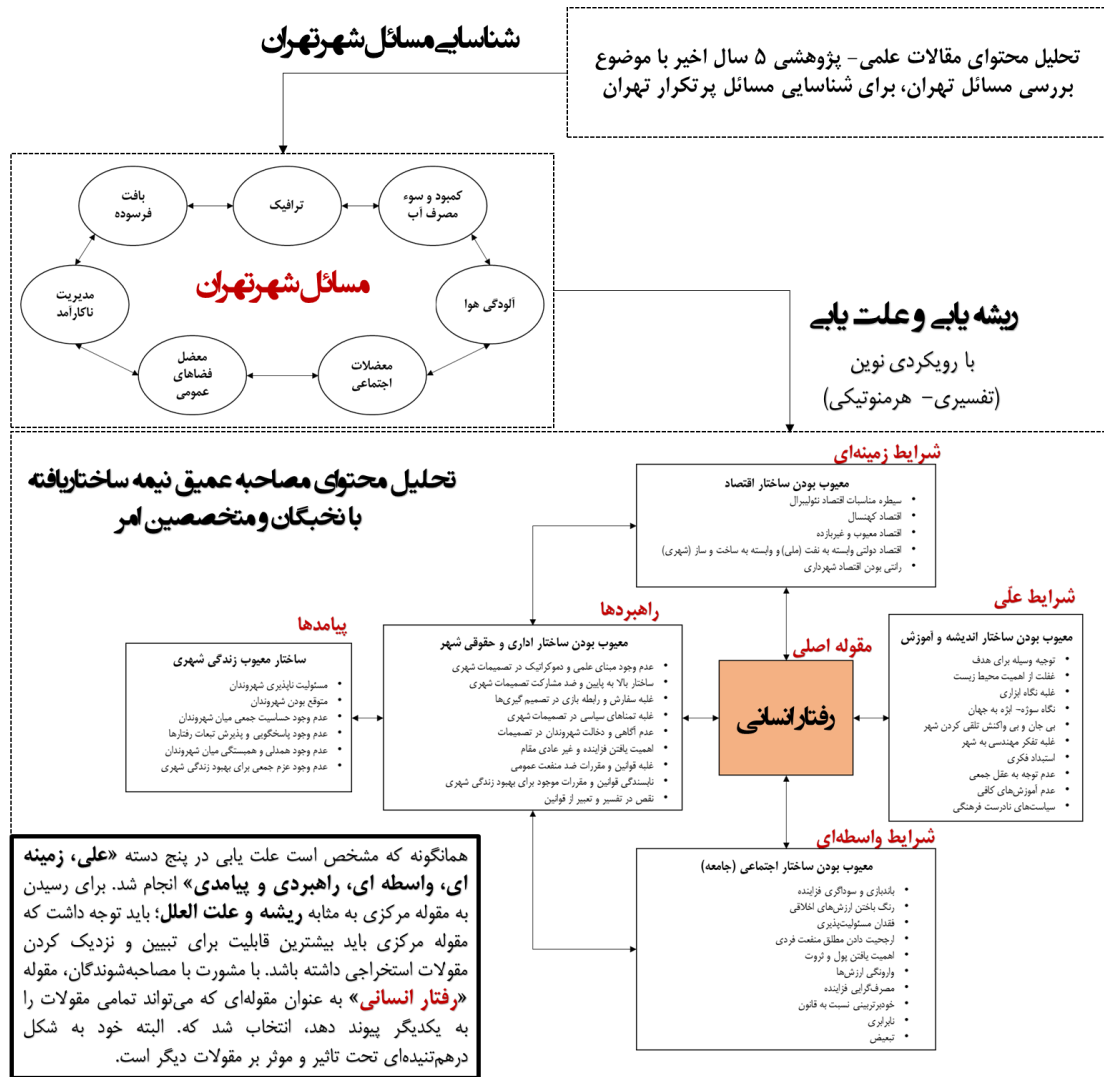 شناسایی مسائل شهر تهران
تحلیل محتوای مقالات علمی- پژوهشی ۵ سال اخیر با موضوع
بررسی مسائل تهران، برای شناسایی مسائل پرتکرار تهران
کمبود و سوء
مصرف آب
ترافیک
بافت
فرسوده
آلودگی هوا
مسائل شهر تهران
مدیریت
ناکارآمد
معضلات
اجتماعی
معضل
فضاهای
عمومی
ریشه یابی و علت یابی
با رویکردی نوین
(تفسیری- هرمنوتیکی)
تحلیل محتوای مصاحبه عمیق نیمه ساختاریافته
با نخبگان و متخصصین امر
شرایط زمینه‌ای
معیوب بودن ساختار اقتصاد
• سیطره مناسبات اقتصاد نئولیبرال
• اقتصاد کهنسال
• اقتصاد معیوب و غیربازده
• اقتصاد دولتی وابسته به نفت (ملی) و وابسته به ساخت و ساز (شهری)
• رانتی بودن اقتصاد شهرداری
شرایط علّی
معیوب بودن ساختار اندیشه و آموزش
• توجیه وسیله برای هدف
• غفلت از اهمیت محیط زیست
• غلبه نگاه ابزاری
• نگاه سوژه- ابژه به جهان
• بی جان و بی واکنش تلقی کردن شهر
• غلبه تفکر مهندسی به شهر
• استبداد فکری
• عدم توجه به عقل جمعی
• عدم آموزش‌های کافی
• سیاست‌های نادرست فرهنگی
مقوله اصلی
رفتار انسانی
راهبردها
معیوب بودن ساختار اداری و حقوقی شهر
• عدم وجود مبنای علمی و دموکراتیک در تصمیمات شهری
• ساختار بالا به پایین و ضد مشارکت تصمیمات شهری
• غلبه سفارش و رابطه بازی در تصمیم گیری‌ها
• غلبه تمناهای سیاسی در تصمیمات شهری
• عدم آگاهی و دخالت شهروندان در تصمیمات
• اهمیت یافتن فزاینده و غیر عادی مقام
• غلبه قوانین و مقررات ضد منفعت عمومی
• نابسندگی قوانین و مقررات موجود برای بهبود زندگی شهری
• نقص در تفسیر و تعبیر از قوانین
پیامدها
ساختار معیوب زندگی شهری
• مسئولیت ناپذیری شهروندان
• متوقع بودن شهروندان
• عدم وجود حساسیت جمعی میان شهروندان
• عدم وجود پاسخگویی و پذیرش تبعات رفتارها
• عدم وجود همدلی و همبستگی میان شهروندان
• عدم وجود عزم جمعی برای بهبود زندگی شهری
شرایط واسطه‌ای
معیوب بودن ساختار اجتماعی (جامعه)
• باندبازی و سوداگری فزاینده
• رنگ باختن ارزش‌های اخلاقی
• فقدان مسئولیت‌پذیری
• ارجحیت دادن مطلق منفعت فردی
• اهمیت یافتن پول و ثروت
• وارونگی ارزش‌ها
• مصرف‌گرایی فزاینده
• خودبرتربینی نسبت به قانون
• نابرابری
• تبعیض
همانگونه که مشخص است علت یابی در پنج دسته «علی، زمینه
ای، واسطه ای، راهبردی و پیامدی» انجام شد. برای رسیدن
به مقوله مرکزی به مثابه ریشه و علت العلل؛ باید توجه داشت که
مقوله مرکزی باید بیشترین قابلیت برای تبیین و نزدیک کردن
مقولات استخراجی داشته باشد. با مشورت با مصاحبه‌شوندگان، مقوله
«رفتار انسانی» به عنوان مقوله‌ای که می‌تواند تمامی مقولات را
به یکدیگر پیوند دهد، انتخاب شد که. البته خود به شکل
درهم‌تنیده‌ای تحت تاثیر و موثر بر مقولات دیگر است.